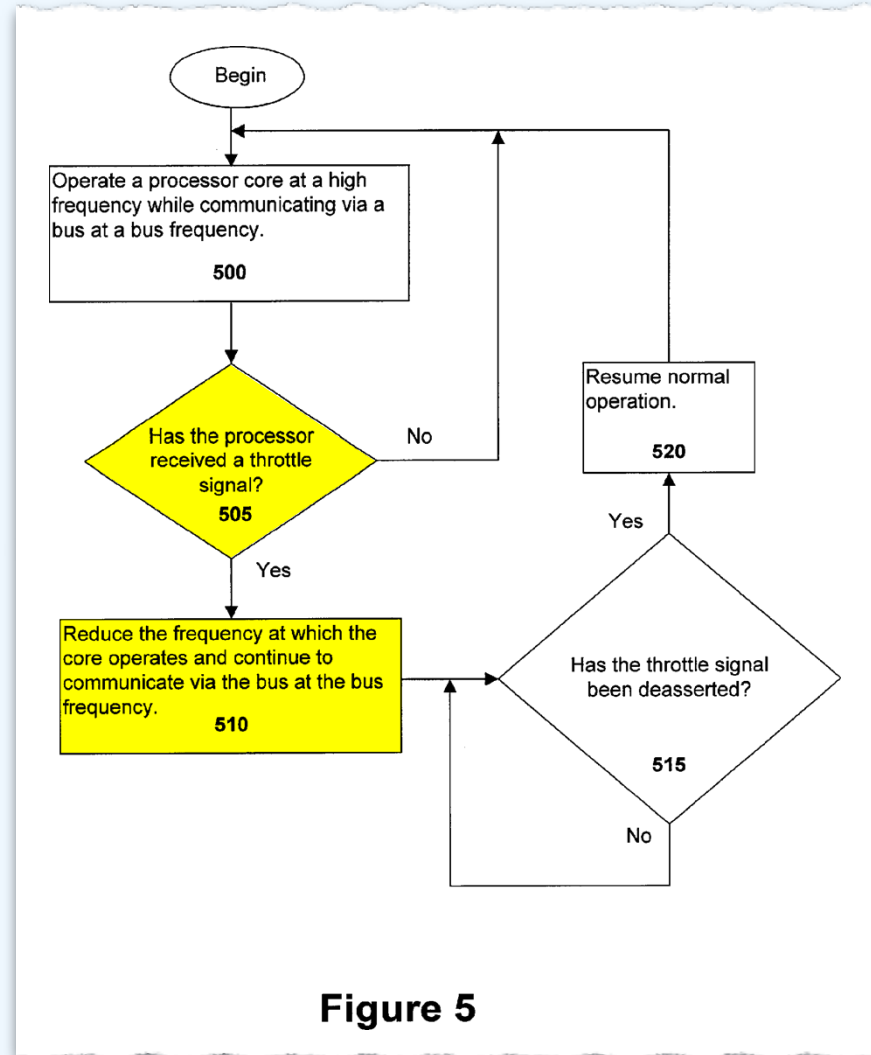 Begin
Operate a processor core at a high
frequency while communicating via a
bus at a bus frequency.
500
Has the processor
received a throttle
signal?
505
No
Yes
Reduce the frequency at which the
core operates and continue to
communicate via the bus at the bus
frequency.
510
Has the throttle signal
been deasserted?
515
No
Yes
Resume normal
operation.
520
Figure 5